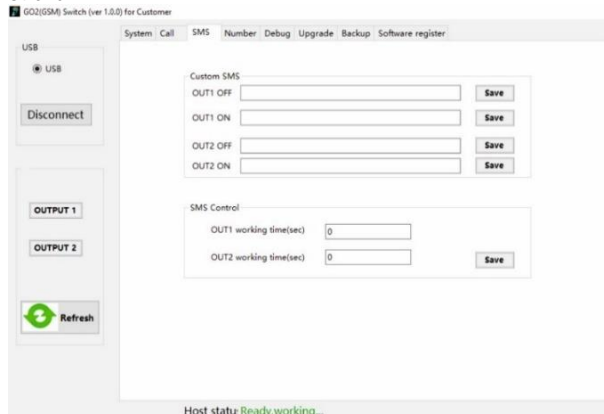 GO2(GSM) Switch (ver 1.0.0) for Customer
System Call SMS Number Debug Upgrade Backup Software register
USB
USB
Disconnect
OUTPUT 1
OUTPUT 2
Refresh
Custom SMS
OUT1 OFF Save
OUT1 ON Save
OUT2 OFF Save
OUT2 ON Save
SMS Control
OUT1 working time(sec) 0
OUT2 working time(sec) 0 Save
Host statu: Ready,working...